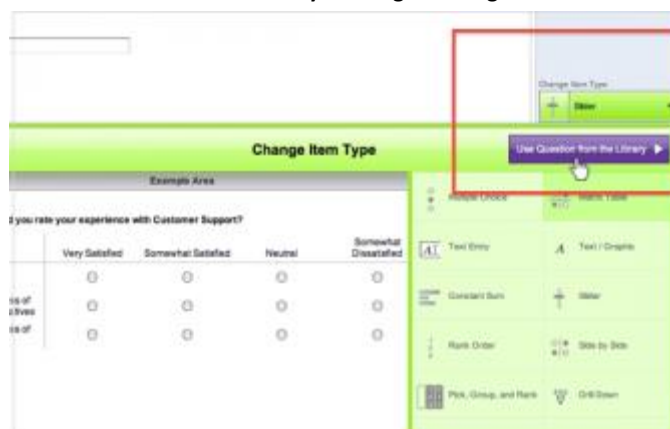 Change Item Type
Slider
Change Item Type
Use Question from the Library
Example Area
you rate your experience with Customer Support?
Very Satisfied Somewhat Satisfied Neutral Somewhat Dissatisfied
Multiple Choice Matrix Table
Text Entry Text / Graphic
Constant Sum Slider
Rank Order Side by Side
Pick, Group, and Rank Drill Down